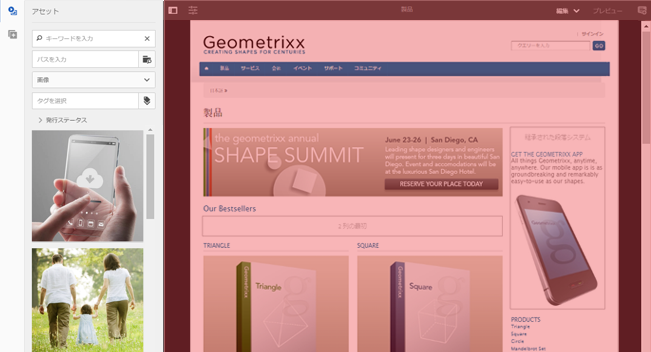 アセット
製品
編集
プレビュー
キーワードを入力
パスを入力
画像
タグを選択
発行ステータス
Geometrixx
CREATING SHAPES FOR CENTURIES
サインイン
GO
製品
サービス
イベント
サポート
コミュニティ
製品
the geometrixx annual
SHAPE SUMMIT
June 23-26 | San Diego, CA
Leading shape designers and engineers
will present for three days in beautiful San
Diego. Event and accomodations will be
at the luxurious San Diego Hotel.
RESERVE YOUR PLACE TODAY
GET THE GEOMETRIXX APP
All things Geometrixx, anytime,
anywhere. Our mobile app is as
groundbreaking and remarkably
easy-to-use as our shapes.
Our Bestsellers
TRIANGLE
SQUARE
Geometrixx
Triangle
Geometrixx
Square
PRODUCTS
Triangle
Square
Circle
Mandelbrot Set